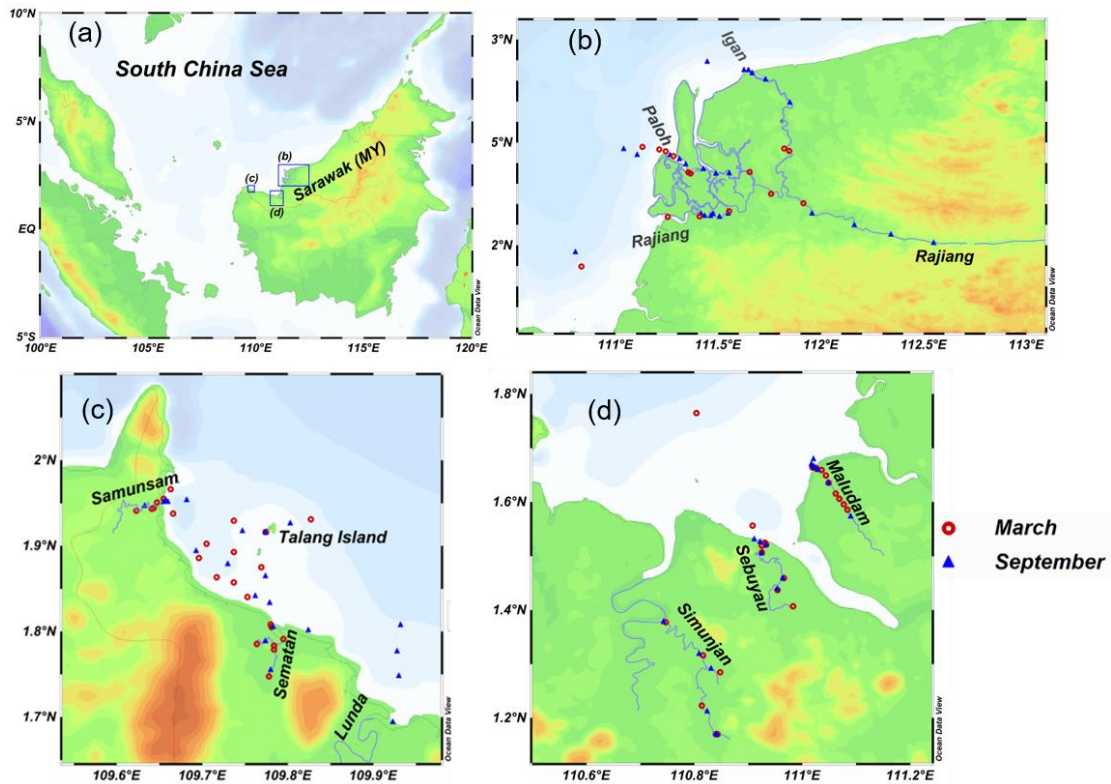 (a)
South China Sea
Sarawak (MY)
(b)
(c)
(d)
10°N
5°N
EQ
5°S
100°E
105°E
110°E
115°E
120°E
Ocean Data View
(b)
Igan
Paloh
Rajiang
Rajiang
3°N
5°N
2°N
111°E
111.5°E
112°E
112.5°E
113°E
Ocean Data View
(c)
Samunsam
Talang Island
Sematan
Lunda
2°N
1.9°N
1.8°N
1.7°N
109.6°E
109.7°E
109.8°E
109.9°E
Ocean Data View
(d)
Maludam
Sebuyau
Simunjan
1.8°N
1.6°N
1.4°N
1.2°N
110.6°E
110.8°E
111°E
111.2°E
Ocean Data View
March
September